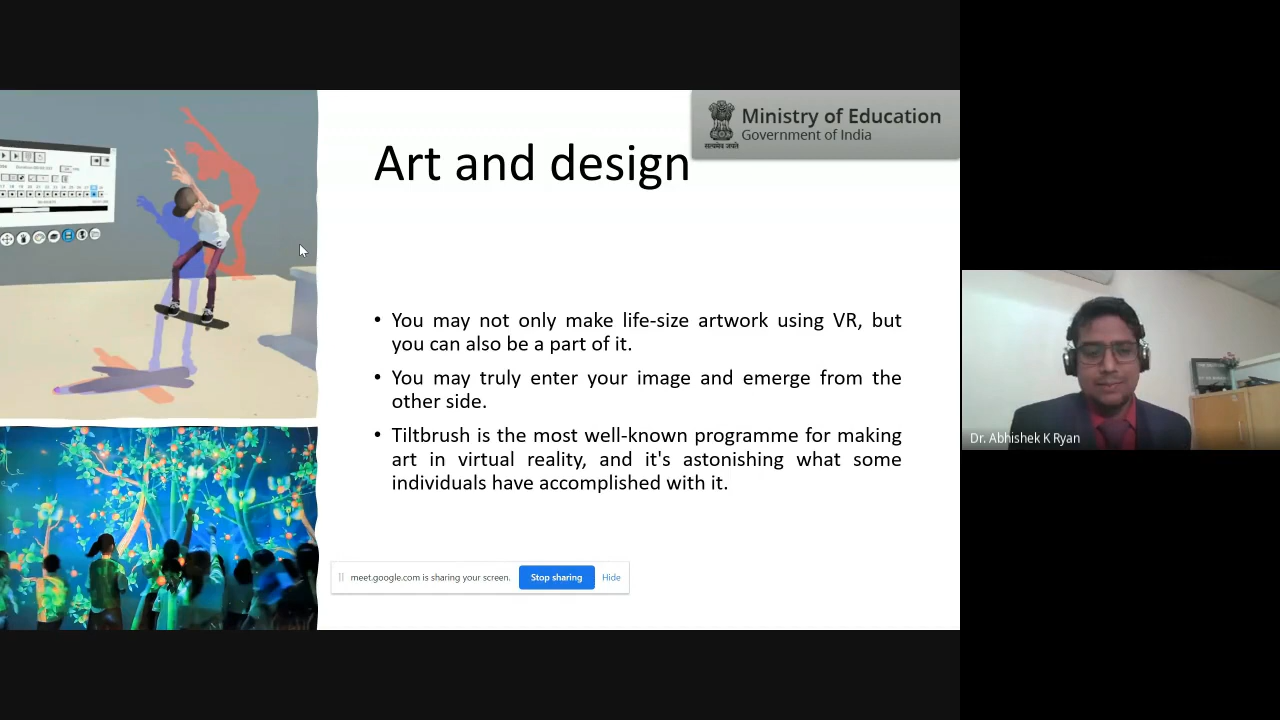 Ministry of Education
Government of India
सत्यमेव जयते
Art and design
• You may not only make life-size artwork using VR, but
you can also be a part of it.
• You may truly enter your image and emerge from the
other side.
• Tiltbrush is the most well-known programme for making
art in virtual reality, and it's astonishing what some
individuals have accomplished with it.
meet.google.com is sharing your screen.
Stop sharing
Hide
Dr. Abhishek K Ryan